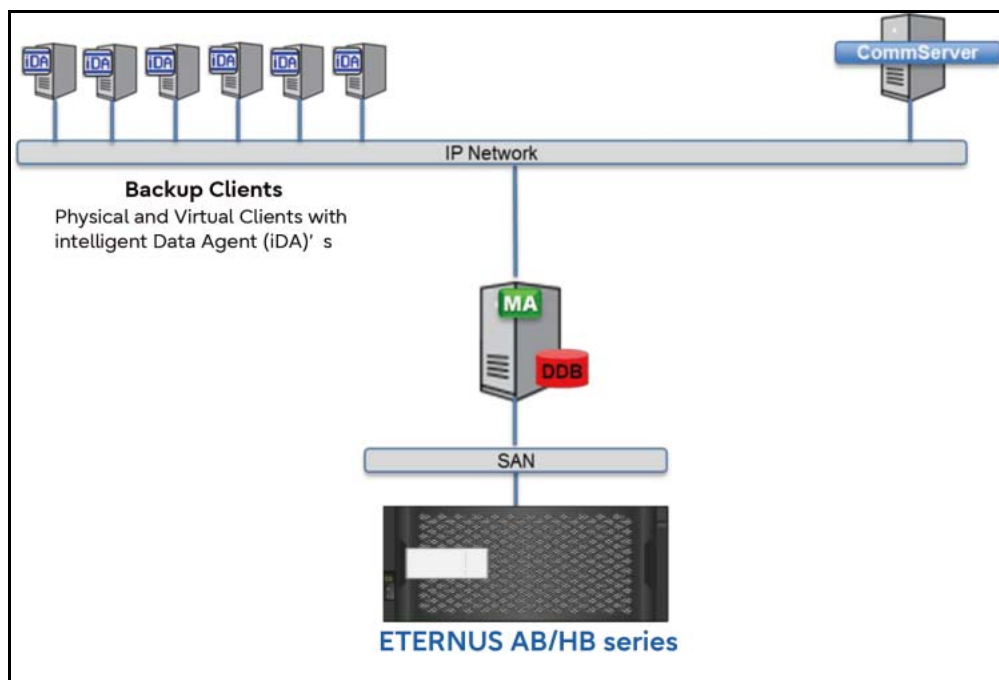 iDA iDA iDA iDA iDA iDA
CommServer
IP Network
Backup Clients
Physical and Virtual Clients with
intelligent Data Agent (iDA)' s
MA
DDB
SAN
ETERNUS AB/HB series